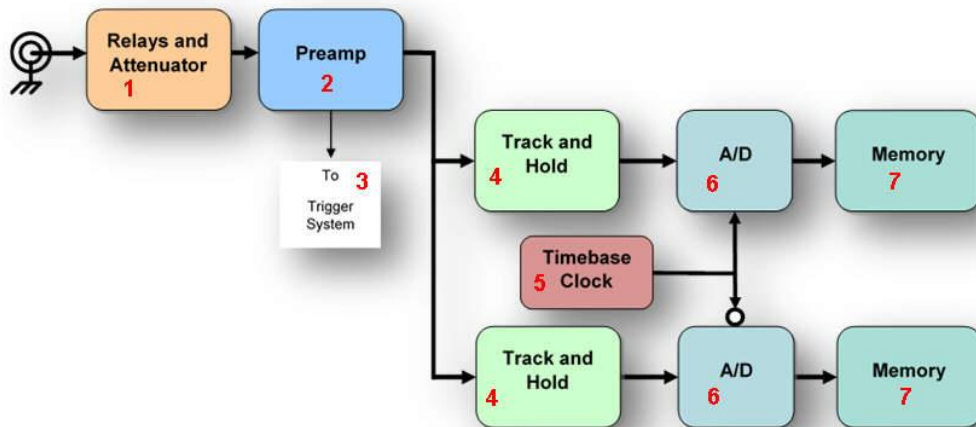 Relays and
Attenuator
1
Preamp
2
To 3
Trigger
System
Track and
Hold
4
A/D
6
Memory
7
Timebase
5 Clock
Track and
Hold
4
A/D
6
Memory
7